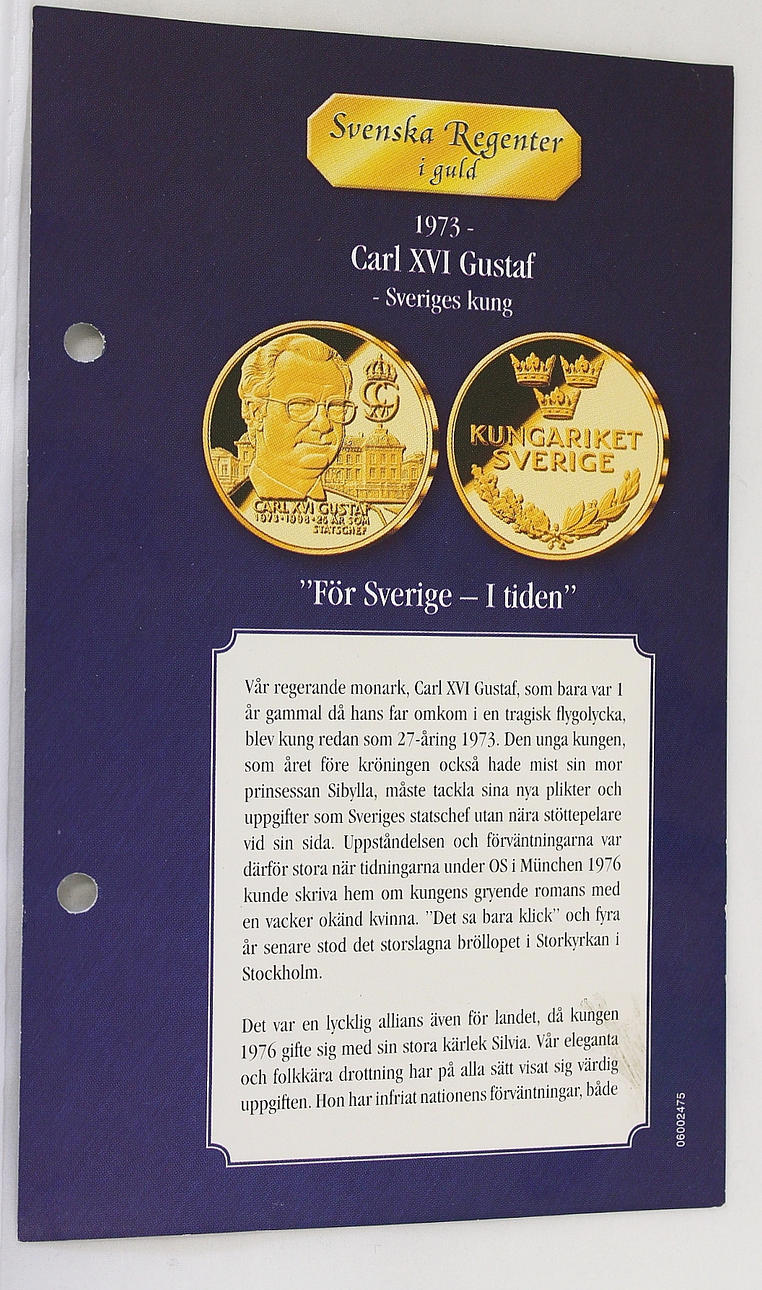 Svenska Regenter
i guld
1973 -
Carl XVI Gustaf
- Sveriges kung
CARL XVI GUSTAF
1973•1998•25 ÅR SOM
STATSCHEF
KUNGARIKET
SVERIGE
”För Sverige – I tiden”
Vår regerande monark, Carl XVI Gustaf, som bara var 1
år gammal då hans far omkom i en tragisk flygolycka,
blev kung redan som 27-åring 1973. Den unga kungen,
som året före kröningen också hade mist sin mor
prinsessan Sibylla, måste tackla sina nya plikter och
uppgifter som Sveriges statschef utan nära stöttepelare
vid sin sida. Uppståndelsen och förväntningarna var
därför stora när tidningarna under OS i München 1976
kunde skriva hem om kungens gryende romans med
en vacker okänd kvinna. ”Det sa bara klick” och fyra
år senare stod det storslagna bröllopet i Storkyrkan i
Stockholm.
Det var en lycklig allians även för landet, då kungen
1976 gifte sig med sin stora kärlek Silvia. Vår eleganta
och folkkära drottning har på alla sätt visat sig värdig
uppgiften. Hon har infriat nationens förväntningar, både
06002475